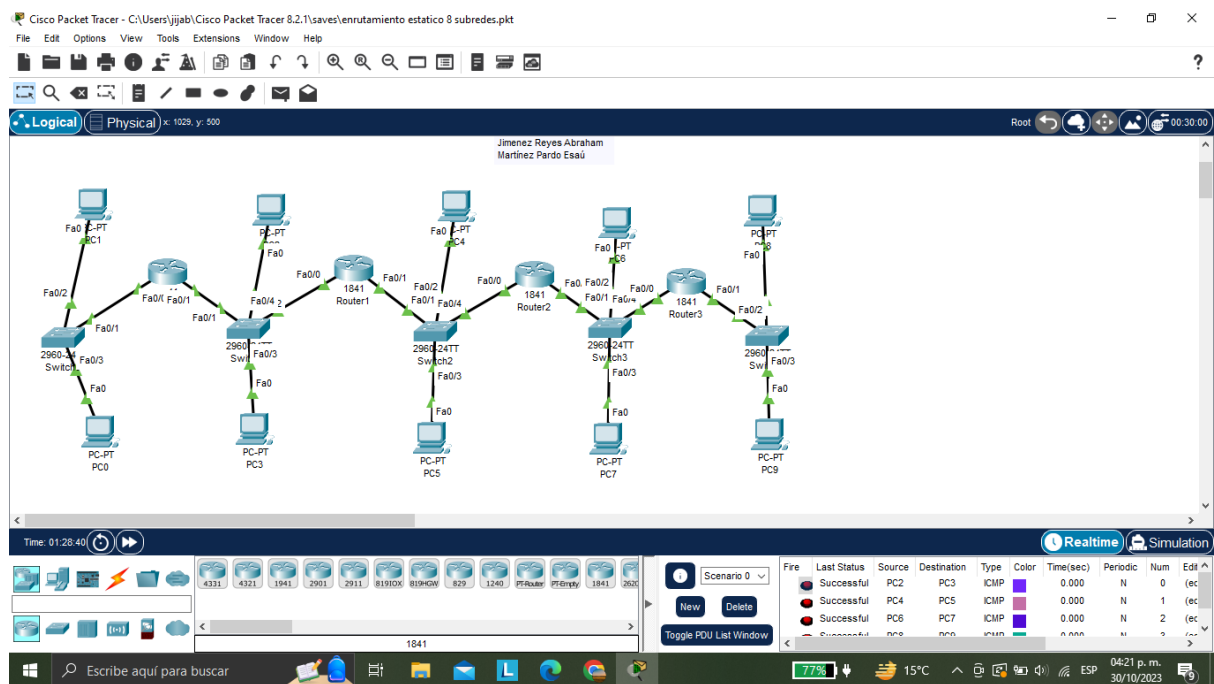 Cisco Packet Tracer - C:\Users\jijab\Cisco Packet Tracer 8.2.1\saves\enrutamiento estatico 8 subredes.pkt
File Edit Options View Tools Extensions Window Help
?
Logical Physical x: 1029, y: 500 Root 00:30:00
Jimenez Reyes Abraham
Martínez Pardo Esaú
Fa0
PC1
PC-PT
Fa0
Fa0
Fa0
PC-PT
Fa0
Fa0/2
Fa0/1
Fa0/1
Fa0/1
Fa0/4
Fa0/0
1841
Router1
Fa0/1
Fa0/2
Fa0/1
Fa0/4
Fa0/0
1841
Router2
Fa0/2
Fa0/1
Fa0/0
1841
Router3
Fa0/1
Fa0/2
Fa0/1
2960-24
Switch
Fa0/3
Fa0
PC-PT
PC0
2960
Fa0/3
Fa0
PC-PT
PC3
2960-24TT
Switch2
Fa0/3
Fa0
PC-PT
PC5
2960-24TT
Switch3
Fa0/3
Fa0
PC-PT
PC7
2960
Fa0/3
Fa0
PC-PT
PC9
Time: 01:28:40 Realtime Simulation
4331 4321 1941 2901 2911 819IOX 819HGW 829 1240 PT-Router PT-Empty 1841
1841
Scenario 0
New Delete
Toggle PDU List Window
Fire Last Status Source Destination Type Color Time(sec) Periodic Num Edit
Successful PC2 PC3 ICMP 0.000 N 0
Successful PC4 PC5 ICMP 0.000 N 1
Successful PC6 PC7 ICMP 0.000 N 2
Escribe aquí para buscar
77% 15°C ESP 04:21 p. m.
30/10/2023